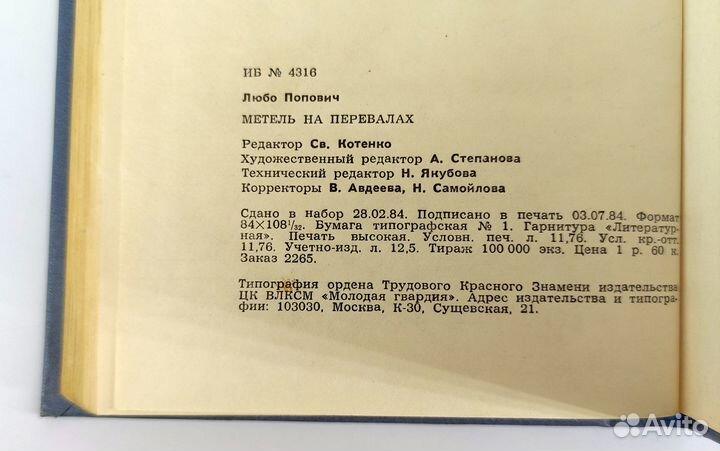 ИБ № 4316
Любо Попович
МЕТЕЛЬ НА ПЕРЕВАЛАХ
Редактор Св. Котенко
Художественный редактор А. Степанова
Технический редактор Н. Якубова
Корректоры В. Авдеева, Н. Самойлова
Сдано в набор 28.02.84. Подписано в печать 03.07.84. Формат
84×108¹/₃₂. Бумага типографская № 1. Гарнитура «Литератур-
ная». Печать высокая. Условн. печ. л. 11,76. Усл. кр.-отт.
11,76. Учетно-изд. л. 12,5. Тираж 100 000 экз. Цена 1 р. 60 к.
Заказ 2265.
Типография ордена Трудового Красного Знамени издательства
ЦК ВЛКСМ «Молодая гвардия». Адрес издательства и типогра-
фии: 103030, Москва, К-30, Сущевская, 21.
Avito